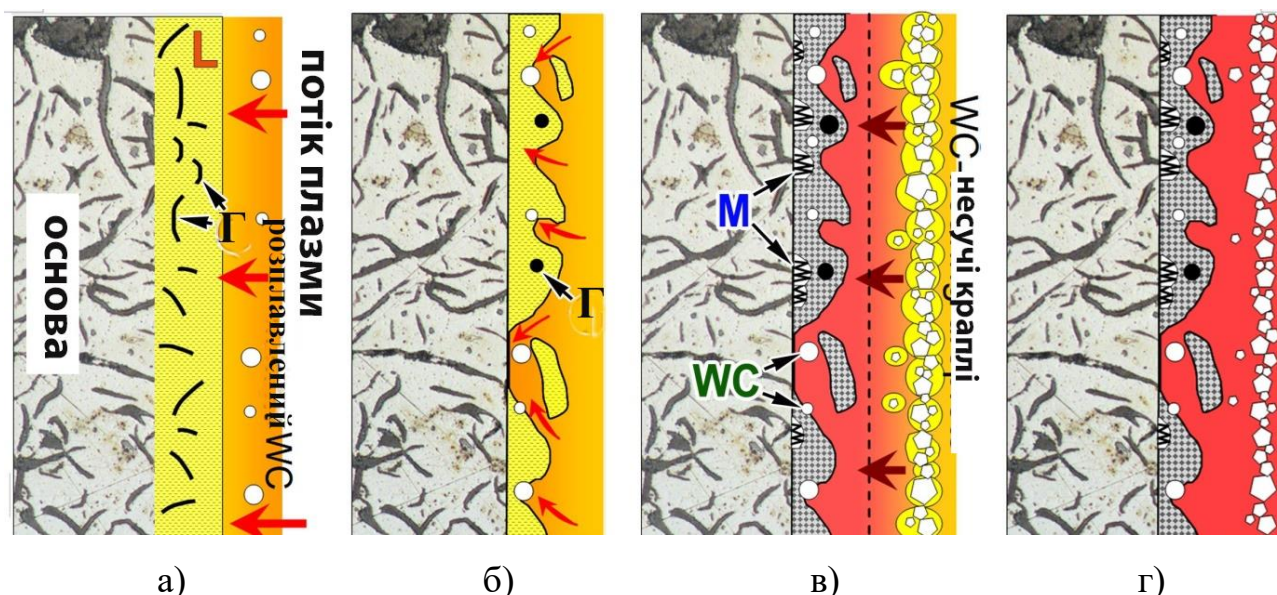 основа
L
Г
розплавлений WC
потік плазми
Г
M
WC
WC-несучі краплі
а)
б)
в)
г)